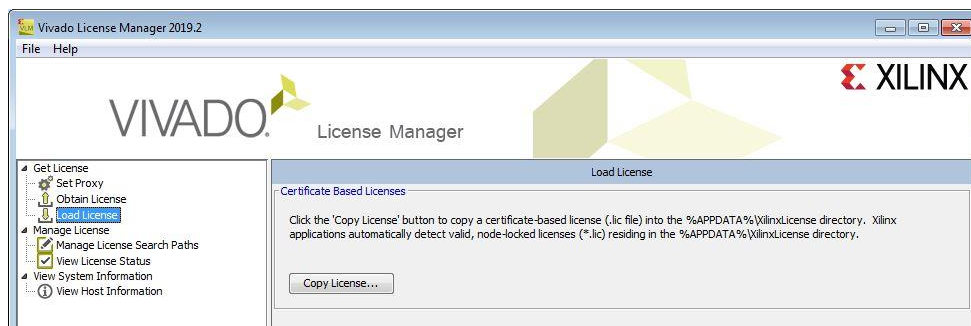 VLM Vivado License Manager 2019.2
File Help
XILINX
VIVADO. License Manager
Get License
Set Proxy
Obtain License
Load License
Manage License
Manage License Search Paths
View License Status
View System Information
View Host Information
Load License
Certificate Based Licenses
Click the 'Copy License' button to copy a certificate-based license (.lic file) into the %APPDATA%\XilinxLicense directory. Xilinx
applications automatically detect valid, node-locked licenses (*.lic) residing in the %APPDATA%\XilinxLicense directory.
Copy License...